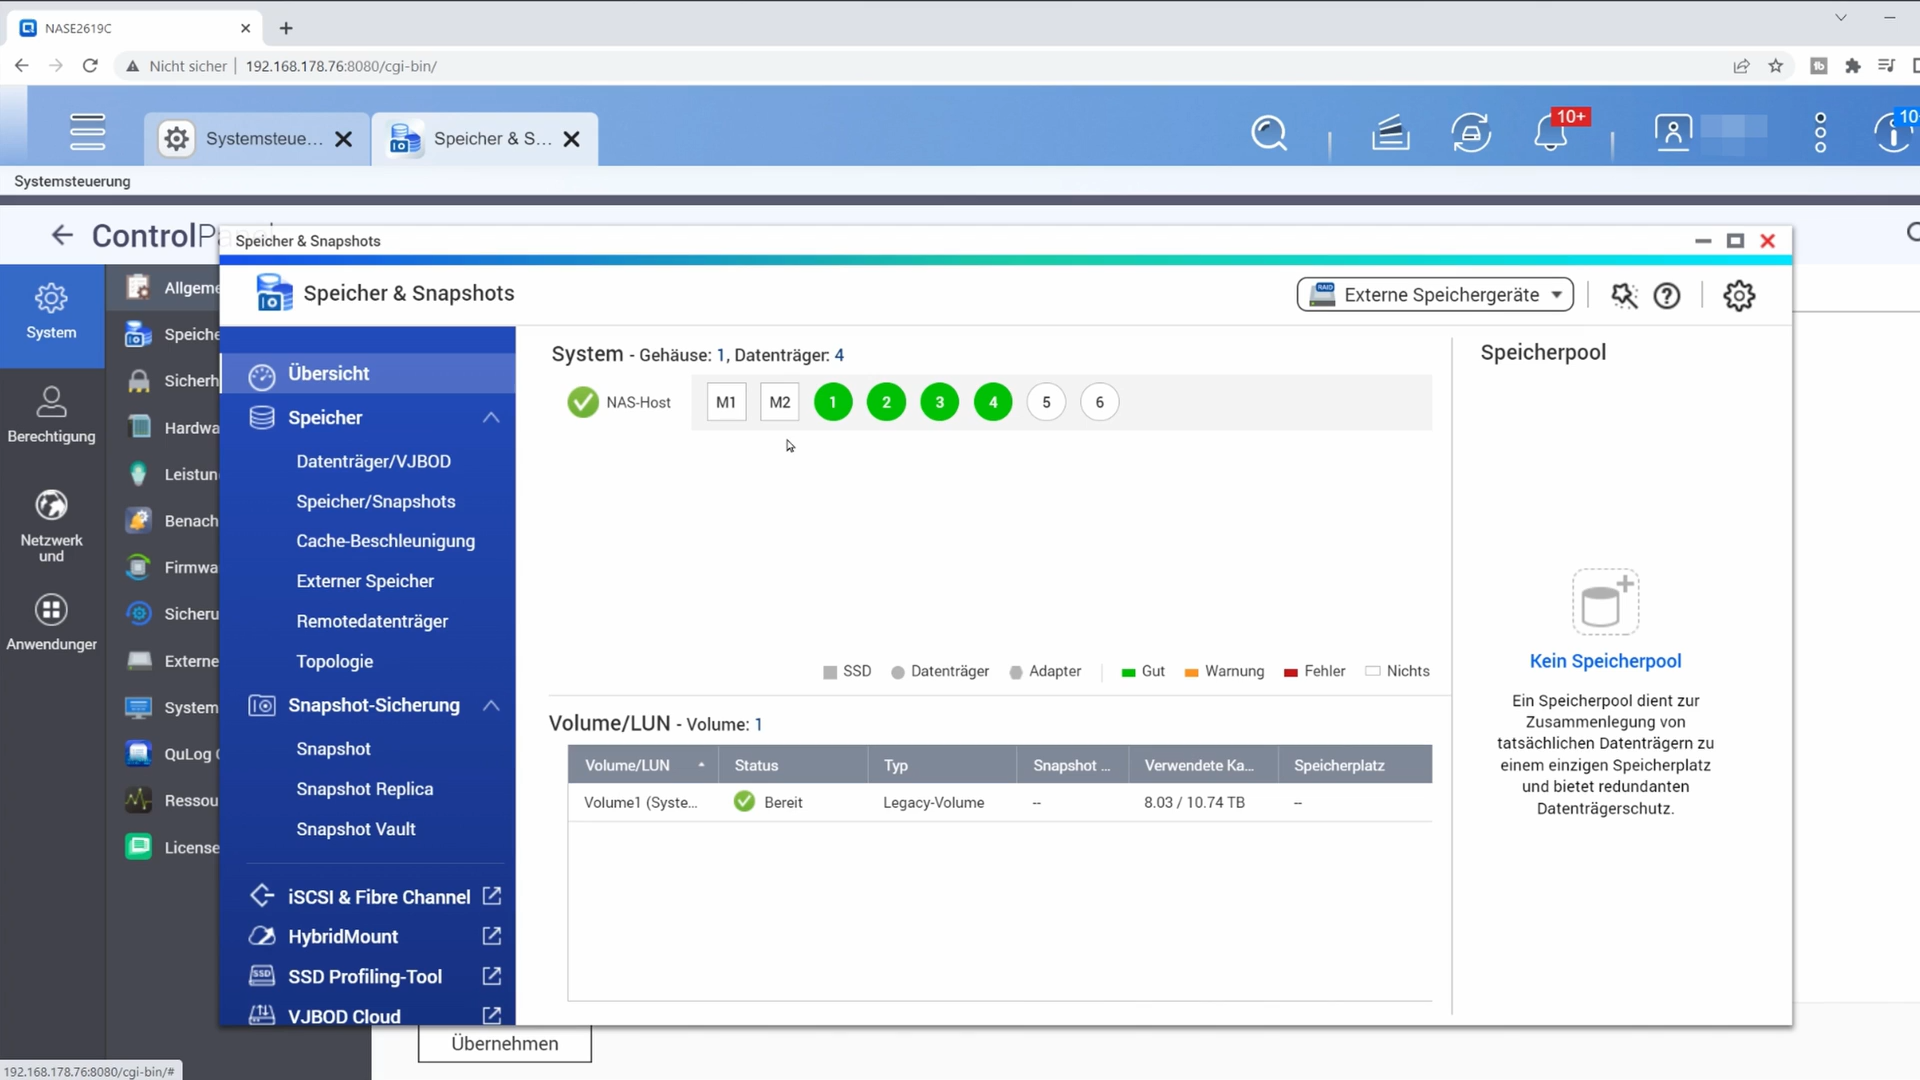 NASE2619C
Nicht sicher
192.168.178.76:8080/cgi-bin/
Systemsteue...
Speicher & S...
10+
10
Systemsteuerung
ControlPa
System
Berechtigung
Netzwerk
und
Anwendunger
Allgeme
Speiche
Sicherh
Hardwa
Leistun
Benach
Firmwa
Sicheru
Externe
System
QuLog
Ressou
License
Speicher & Snapshots
Speicher & Snapshots
Externe Speichergeräte
Übersicht
Speicher
Datenträger/VJBOD
Speicher/Snapshots
Cache-Beschleunigung
Externer Speicher
Remotedatenträger
Topologie
Snapshot-Sicherung
Snapshot
Snapshot Replica
Snapshot Vault
iSCSI & Fibre Channel
HybridMount
SSD Profiling-Tool
VJBOD Cloud
System - Gehäuse: 1, Datenträger: 4
NAS-Host M1 M2 1 2 3 4 5 6
SSD Datenträger Adapter Gut Warnung Fehler Nichts
Volume/LUN - Volume: 1
Volume/LUN Status Typ Snapshot ... Verwendete Ka... Speicherplatz
Volume1 (Syste... Bereit Legacy-Volume -- 8.03 / 10.74 TB --
Speicherpool
Kein Speicherpool
Ein Speicherpool dient zur
Zusammenlegung von
tatsächlichen Datenträgern zu
einem einzigen Speicherplatz
und bietet redundanten
Datenträgerschutz.
Übernehmen
192.168.178.76:8080/cgi-bin/#